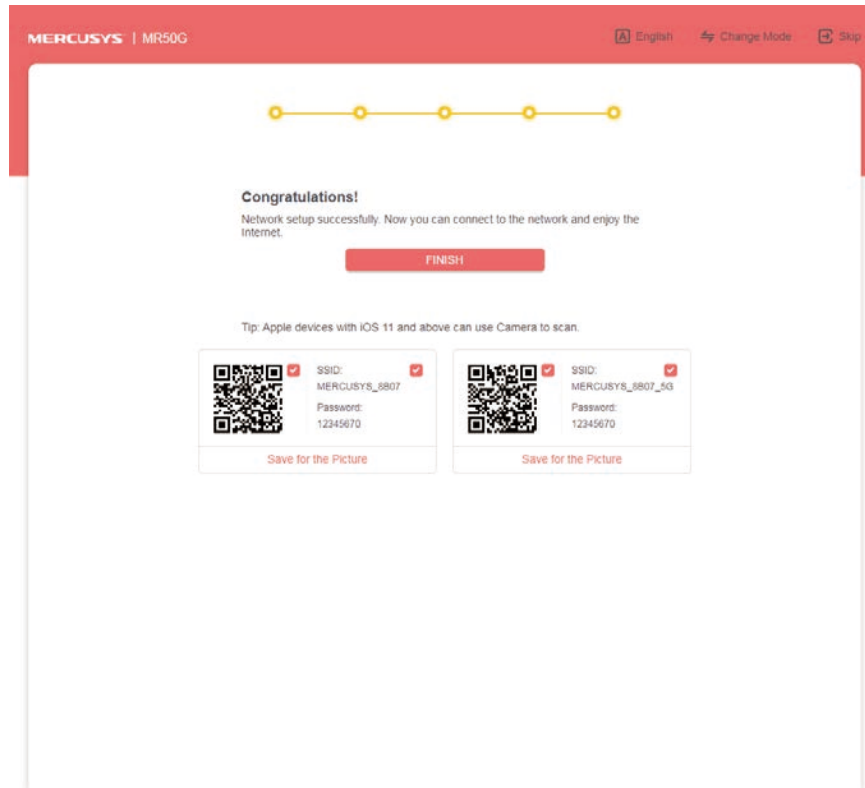 MERCUSYS | MR50G
English Change Mode Skip
Congratulations!
Network setup successfully. Now you can connect to the network and enjoy the
Internet.
FINISH
Tip: Apple devices with iOS 11 and above can use Camera to scan.
SSID:
MERCUSYS_8B07
Password:
12345670
Save for the Picture
SSID:
MERCUSYS_8B07_5G
Password:
12345670
Save for the Picture